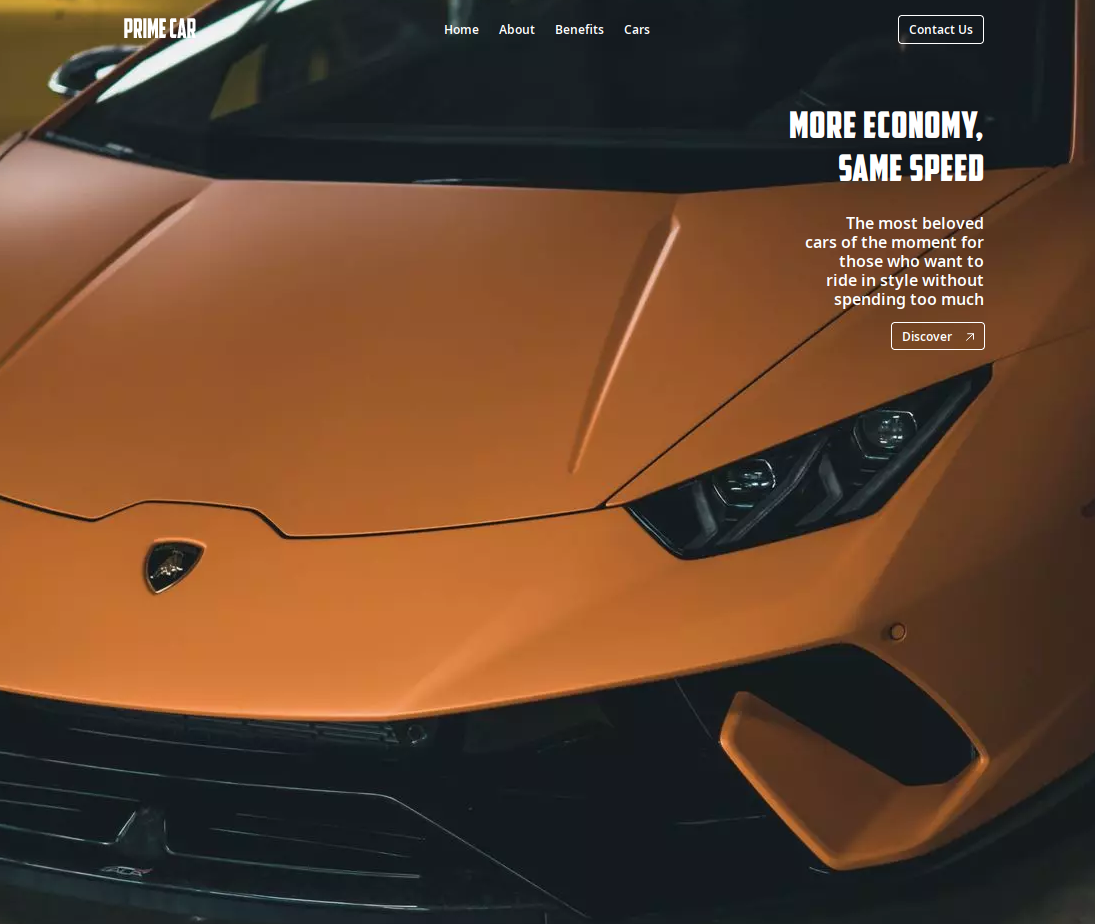 PRIME CAR
Home About Benefits Cars
Contact Us
MORE ECONOMY,
SAME SPEED
The most beloved
cars of the moment for
those who want to
ride in style without
spending too much
Discover